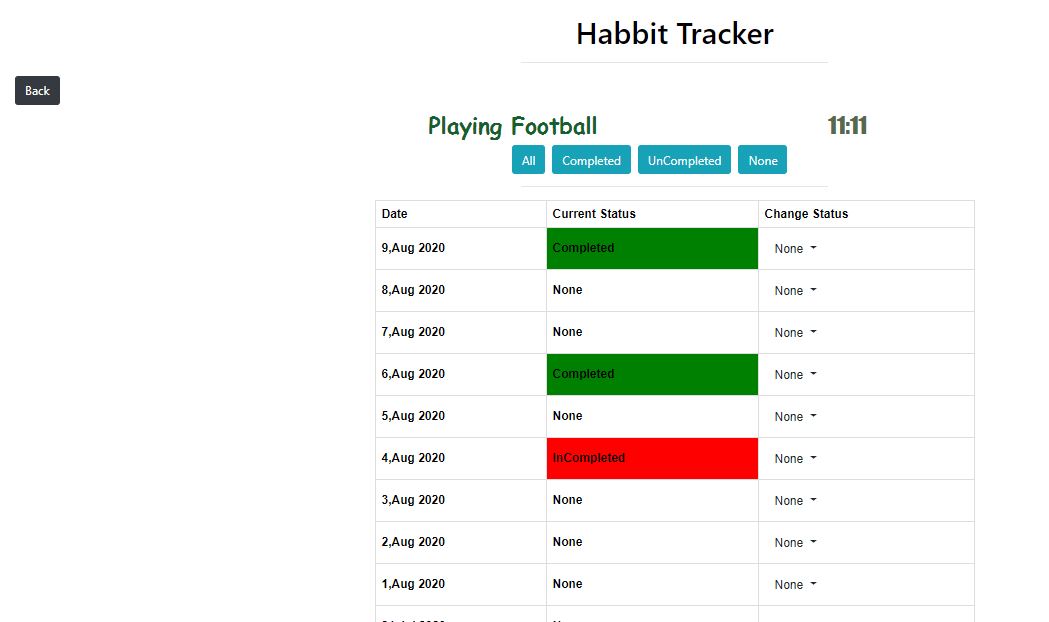 Habbit Tracker
Back
Playing Football 11:11
All Completed UnCompleted None
Date Current Status Change Status
9,Aug 2020 Completed None
8,Aug 2020 None None
7,Aug 2020 None None
6,Aug 2020 Completed None
5,Aug 2020 None None
4,Aug 2020 InCompleted None
3,Aug 2020 None None
2,Aug 2020 None None
1,Aug 2020 None None